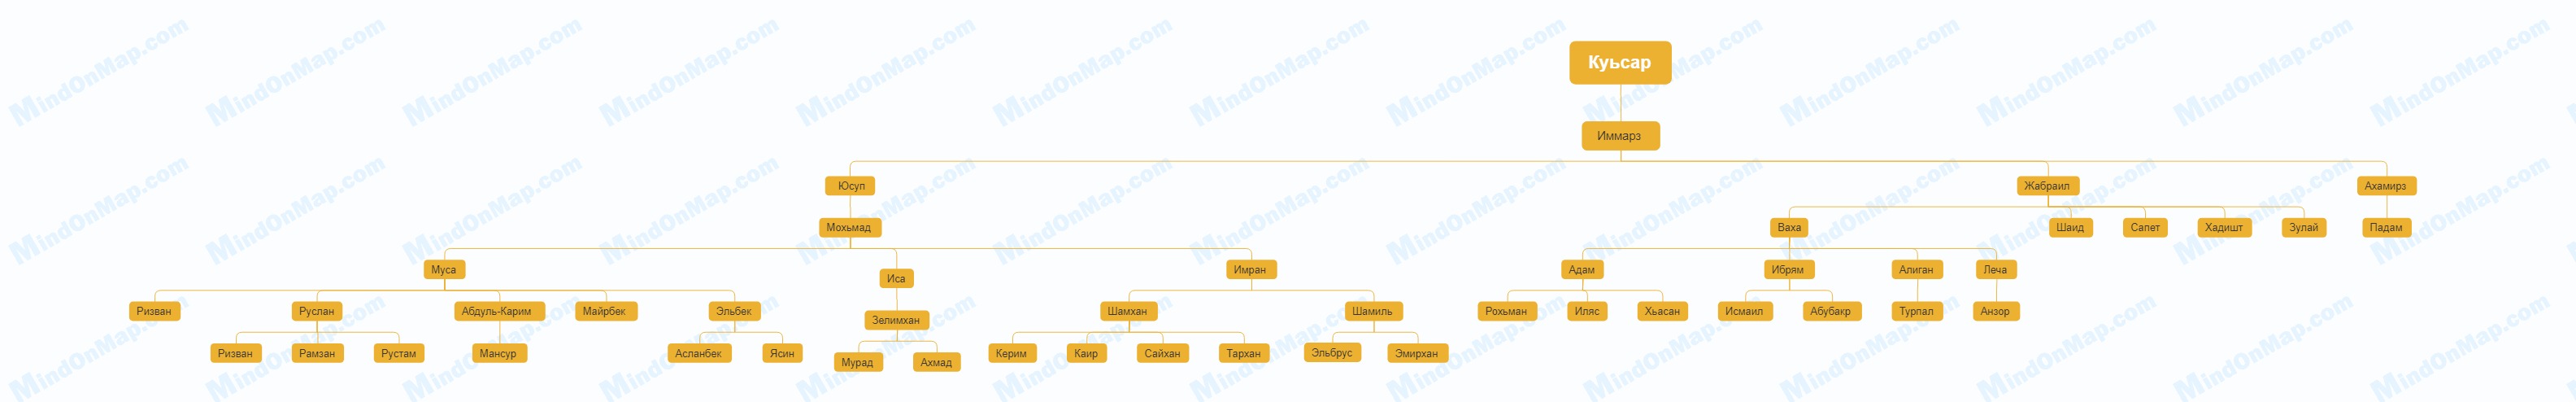 Куьсар
Иммарз
Юсуп
Жабраил
Ахамирз
Мохьмад
Ваха
Шаид
Сапет
Хадишт
Зулай
Падам
Муса
Иса
Имран
Адам
Ибрям
Алиган
Леча
Ризван
Руслан
Абдуль-Карим
Майрбек
Эльбек
Зелимхан
Шамхан
Шамиль
Рохьман
Иляс
Хьасан
Исмаил
Абубакр
Турпал
Анзор
Ризван
Рамзан
Рустам
Мансур
Асланбек
Ясин
Мурад
Ахмад
Керим
Каир
Сайхан
Тархан
Эльбрус
Эмирхан
MindOnMap.com